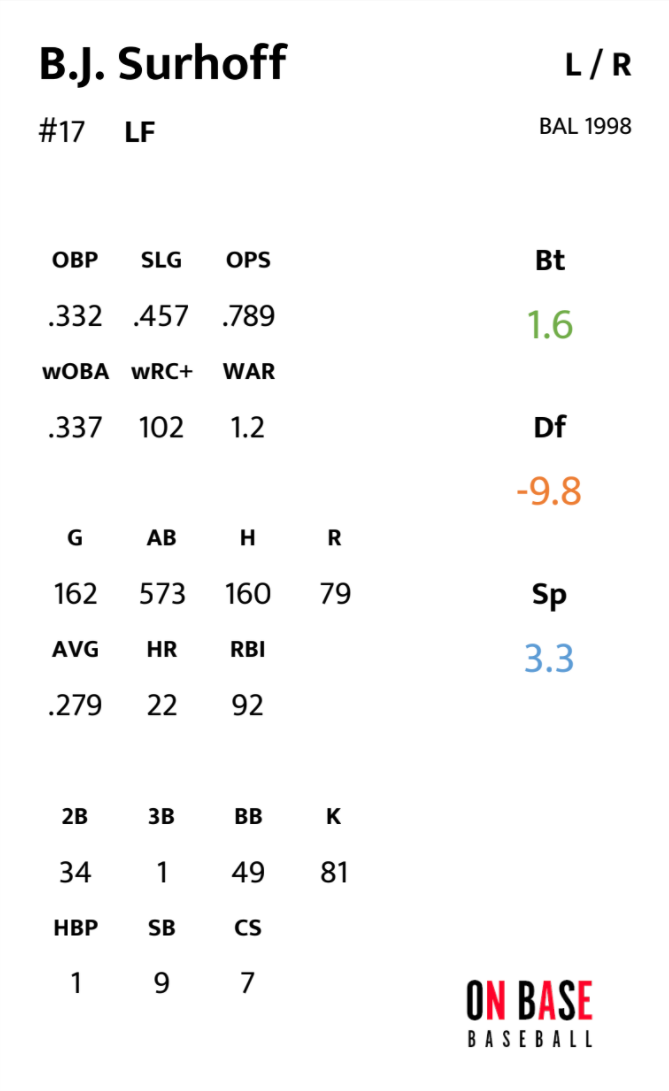 B.J. Surhoff L / R
#17 LF BAL 1998
OBP SLG OPS Bt
.332 .457 .789 1.6
wOBA wRC+ WAR
.337 102 1.2 Df
-9.8
G AB H R
162 573 160 79 Sp
AVG HR RBI 3.3
.279 22 92
2B 3B BB K
34 1 49 81
HBP SB CS
1 9 7
ON BASE
BASEBALL